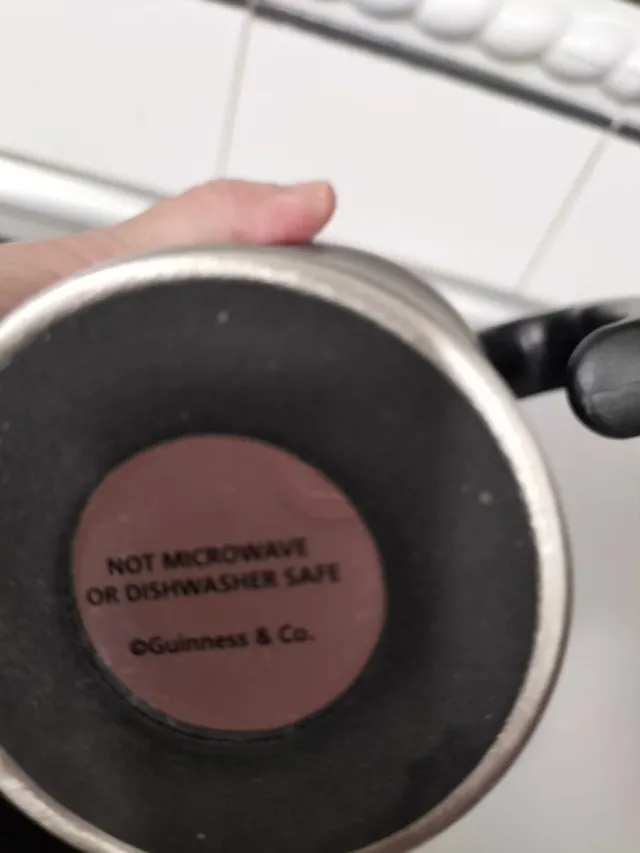 NOT MICROWAVE
OR DISHWASHER SAFE
©Guinness & Co.